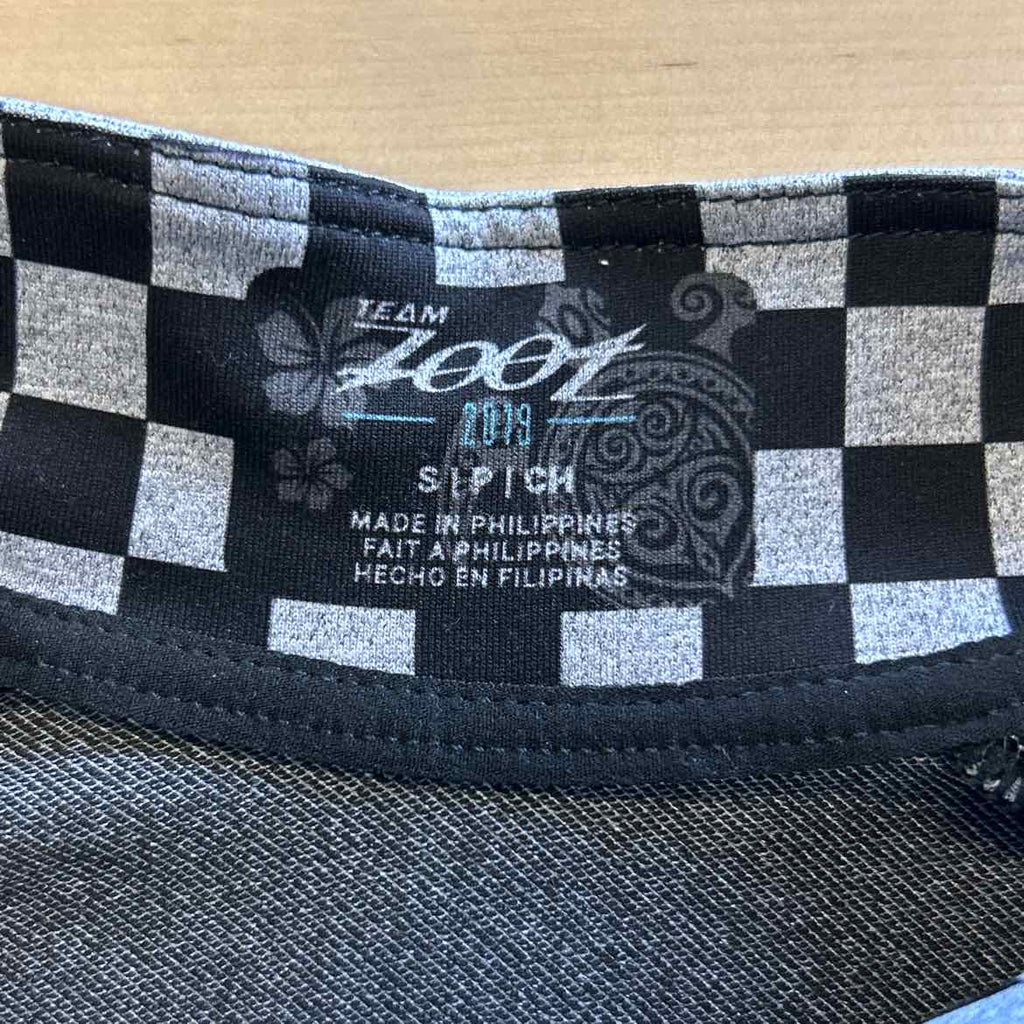 TEAM
ZOOT
2019
S | P | CH
MADE IN PHILIPPINES
FAIT A PHILIPPINES
HECHO EN FILIPINAS